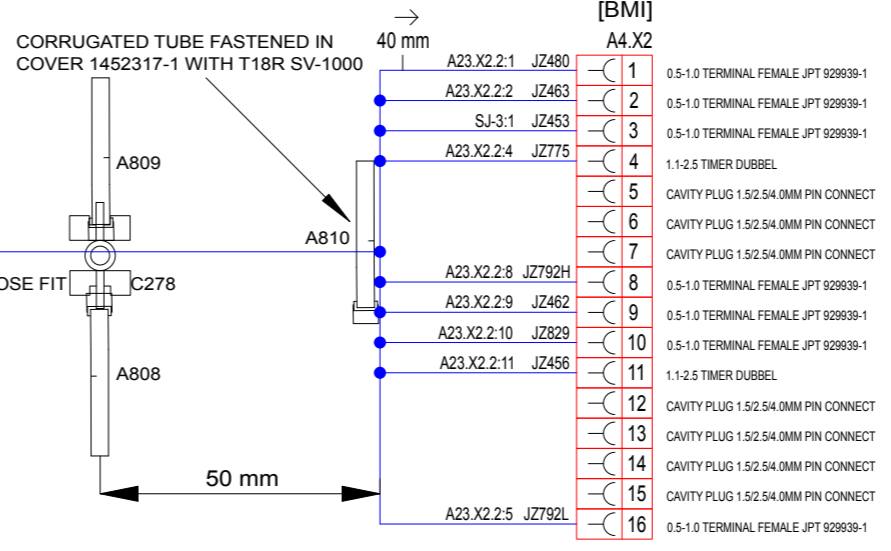 [BMI]
CORRUGATED TUBE FASTENED IN
COVER 1452317-1 WITH T18R SV-1000
40 mm
A4.X2
A23.X2.2:1 JZ480 1 0.5-1.0 TERMINAL FEMALE JPT 929939-1
A23.X2.2:2 JZ463 2 0.5-1.0 TERMINAL FEMALE JPT 929939-1
SJ-3:1 JZ453 3 0.5-1.0 TERMINAL FEMALE JPT 929939-1
A809
A23.X2.2:4 JZ775 4 1.1-2.5 TIMER DUBBEL
5 CAVITY PLUG 1.5/2.5/4.0MM PIN CONNECT
6 CAVITY PLUG 1.5/2.5/4.0MM PIN CONNECT
A810
7 CAVITY PLUG 1.5/2.5/4.0MM PIN CONNECT
OSE FIT
C278
A23.X2.2:8 JZ792H 8 0.5-1.0 TERMINAL FEMALE JPT 929939-1
A23.X2.2:9 JZ462 9 0.5-1.0 TERMINAL FEMALE JPT 929939-1
A23.X2.2:10 JZ829 10 0.5-1.0 TERMINAL FEMALE JPT 929939-1
A808
A23.X2.2:11 JZ456 11 1.1-2.5 TIMER DUBBEL
12 CAVITY PLUG 1.5/2.5/4.0MM PIN CONNECT
13 CAVITY PLUG 1.5/2.5/4.0MM PIN CONNECT
14 CAVITY PLUG 1.5/2.5/4.0MM PIN CONNECT
50 mm
15 CAVITY PLUG 1.5/2.5/4.0MM PIN CONNECT
A23.X2.2:5 JZ792L 16 0.5-1.0 TERMINAL FEMALE JPT 929939-1